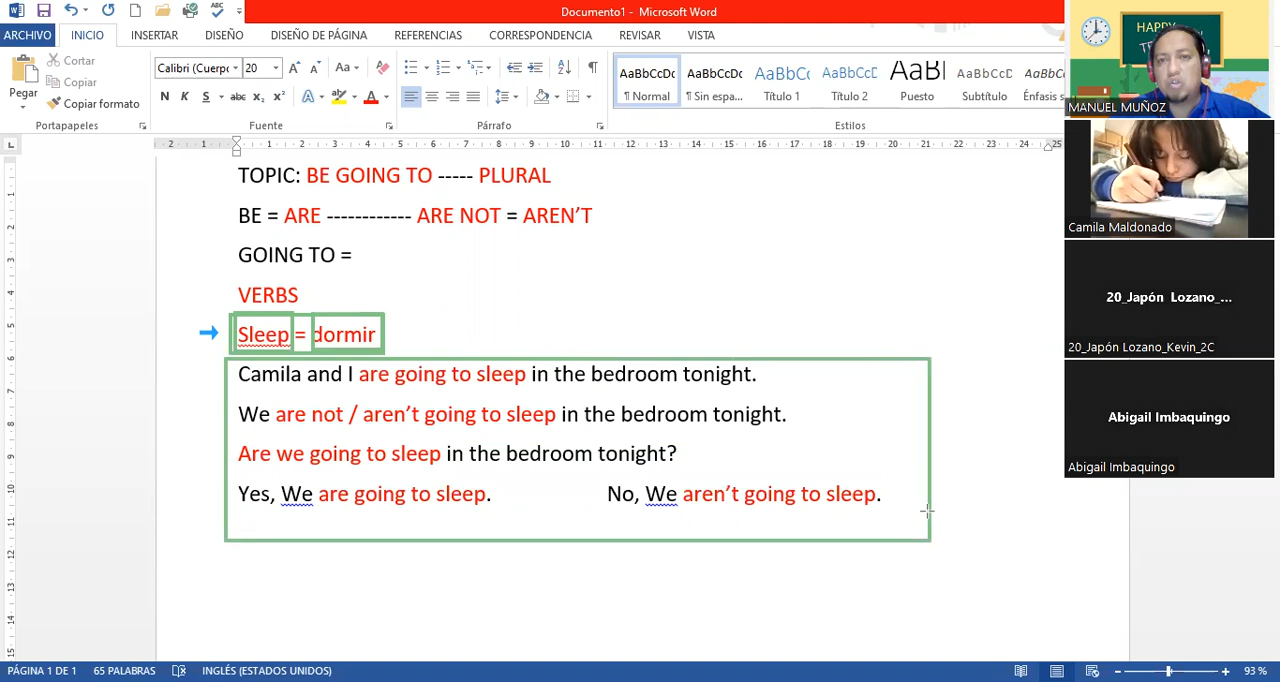 Documento1 - Microsoft Word
ARCHIVO INICIO INSERTAR DISEÑO DISEÑO DE PÁGINA REFERENCIAS CORRESPONDENCIA REVISAR VISTA
Pegar
Cortar
Copiar
Copiar formato
Portapapeles
Calibri (Cuerpo 20
Fuente
Párrafo
AaBbCcDc AaBbCcDc AaBbCc AaBbCcD AaBl AaBbCcD AaBbCcDc
¶ Normal ¶ Sin espa... Título 1 Título 2 Puesto Subtítulo Énfasis s
Estilos
HAPPY
MANUEL MUÑOZ
Camila Maldonado
20_Japón Lozano_...
20_Japón Lozano_Kevin_2C
Abigail Imbaquingo
Abigail Imbaquingo
TOPIC: BE GOING TO ----- PLURAL
BE = ARE ------------ ARE NOT = AREN’T
GOING TO =
VERBS
Sleep = dormir
Camila and I are going to sleep in the bedroom tonight.
We are not / aren’t going to sleep in the bedroom tonight.
Are we going to sleep in the bedroom tonight?
Yes, We are going to sleep. No, We aren’t going to sleep.
PÁGINA 1 DE 1 65 PALABRAS INGLÉS (ESTADOS UNIDOS) 93 %